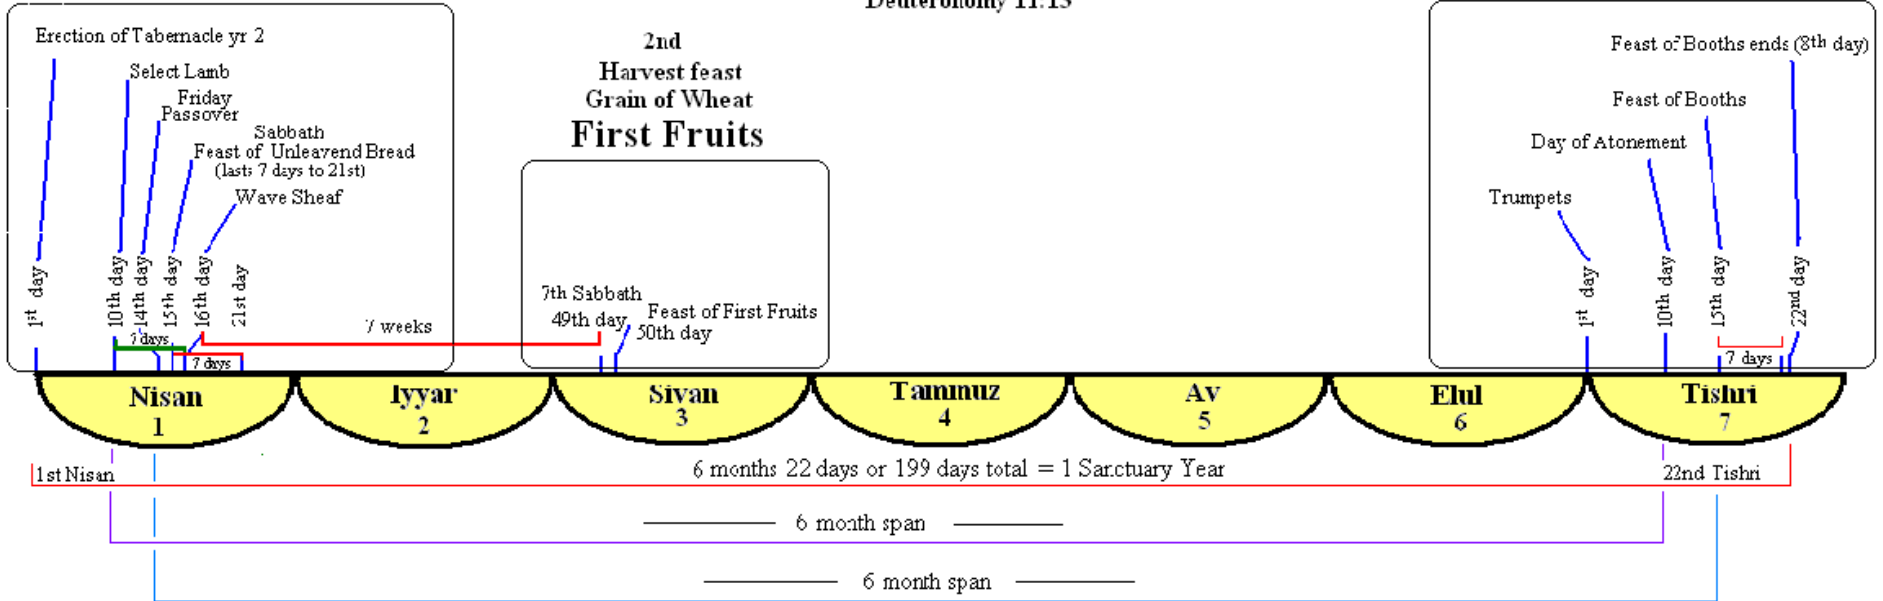 Deuteronomy 11:13
Erection of Tabernacle yr 2
Select Lamb
Friday
Passover
Sabbath
Feast of Unleavend Bread
(lasts 7 days to 21st)
Wave Sheaf
1st day
10th day
14th day
15th day
16th day
21st day
7 days
7 days
7 weeks
2nd
Harvest feast
Grain of Wheat
First Fruits
7th Sabbath
49th day
Feast of First Fruits
50th day
Feast of Booths ends (8th day)
Feast of Booths
Day of Atonement
Trumpets
1st day
10th day
15th day
22nd day
7 days
Nisan
1
Iyyar
2
Sivan
3
Tammuz
4
Av
5
Elul
6
Tishri
7
1st Nisan
6 months 22 days or 199 days total = 1 Sanctuary Year
22nd Tishri
6 month span
6 month span